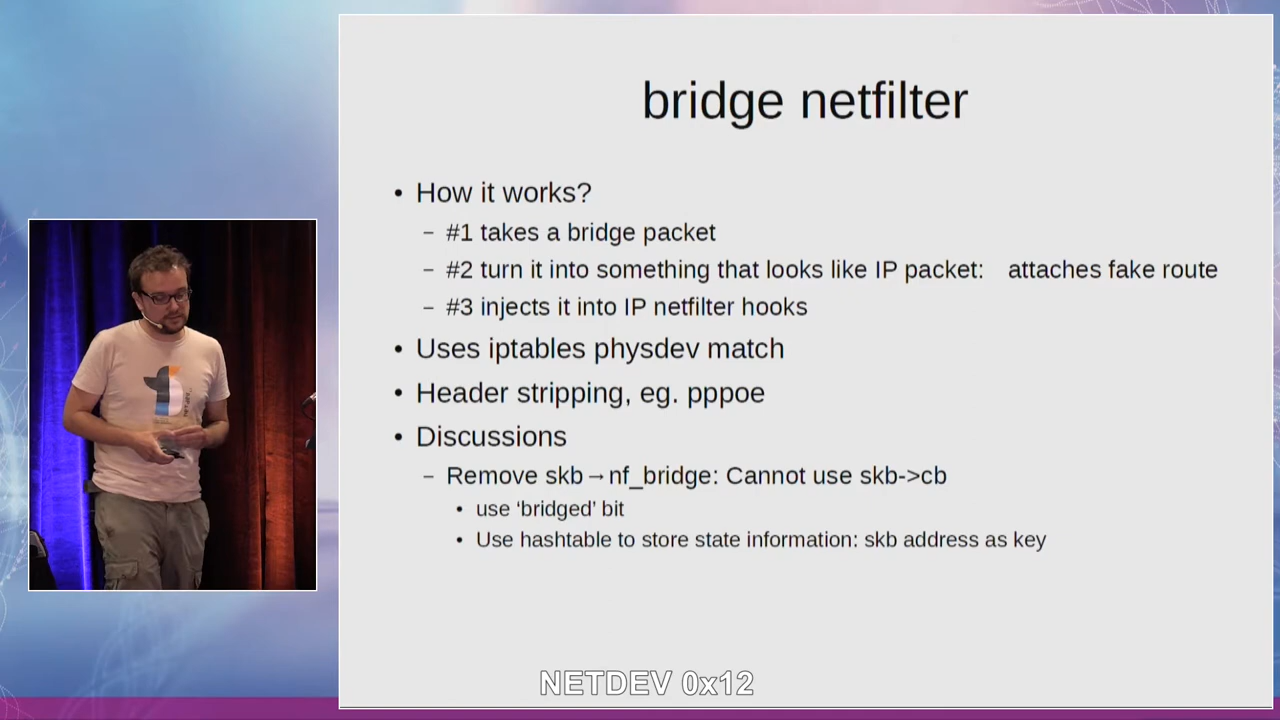 bridge netfilter
• How it works?
– #1 takes a bridge packet
– #2 turn it into something that looks like IP packet: attaches fake route
– #3 injects it into IP netfilter hooks
• Uses iptables physdev match
• Header stripping, eg. pppoe
• Discussions
– Remove skb→nf_bridge: Cannot use skb->cb
• use ‘bridged’ bit
• Use hashtable to store state information: skb address as key
NETDEV 0x12